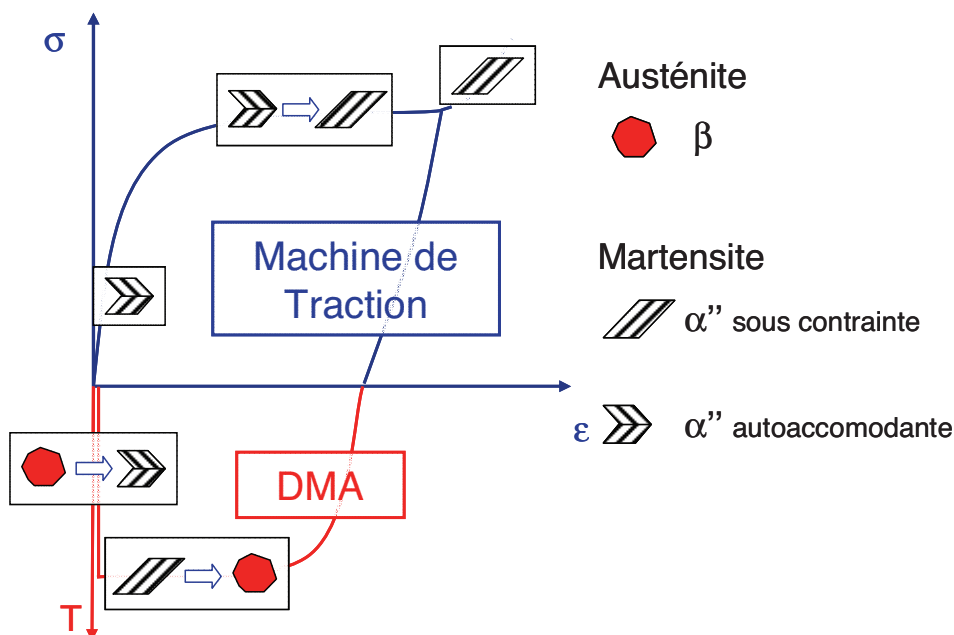 σ
Austénite
β
Machine de
Traction
Martensite
α’’ sous contrainte
ε
α’’ autoaccomodante
DMA
T